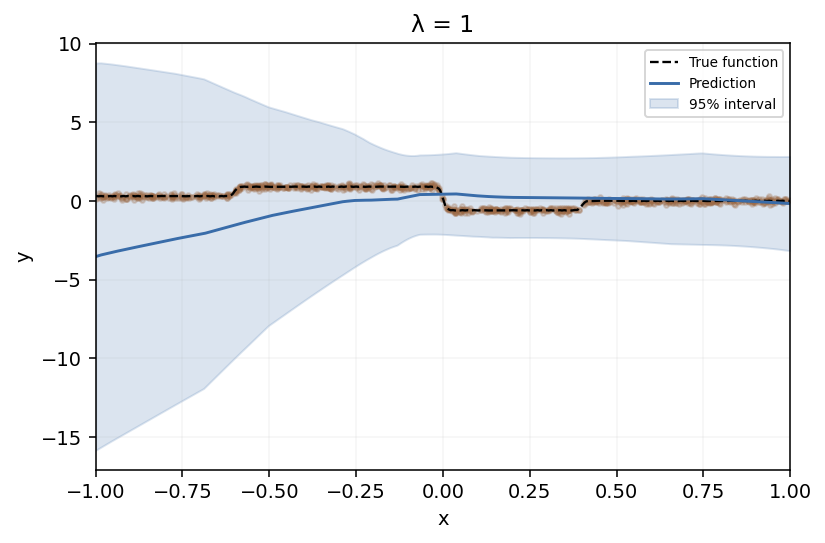 λ = 1
True function
Prediction
95% interval
y
10
5
0
−5
−10
−15
−1.00 −0.75 −0.50 −0.25 0.00 0.25 0.50 0.75 1.00
x